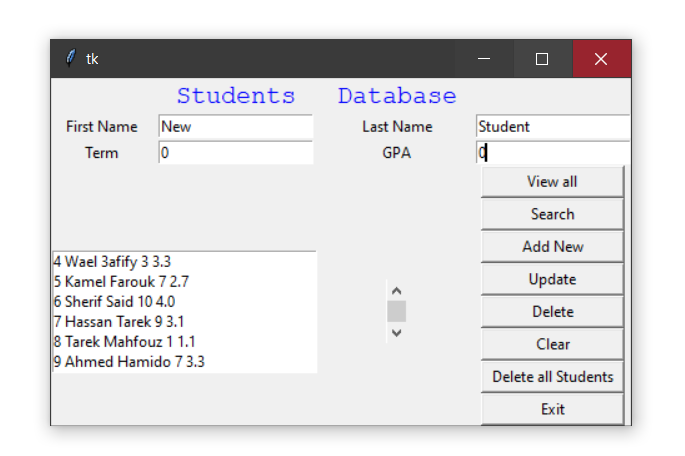 tk
Students Database
First Name New Last Name Student
Term 0 GPA 0
View all
Search
Add New
Update
Delete
Clear
Delete all Students
Exit
4 Wael 3afify 3 3.3
5 Kamel Farouk 7 2.7
6 Sherif Said 10 4.0
7 Hassan Tarek 9 3.1
8 Tarek Mahfouz 1 1.1
9 Ahmed Hamido 7 3.3